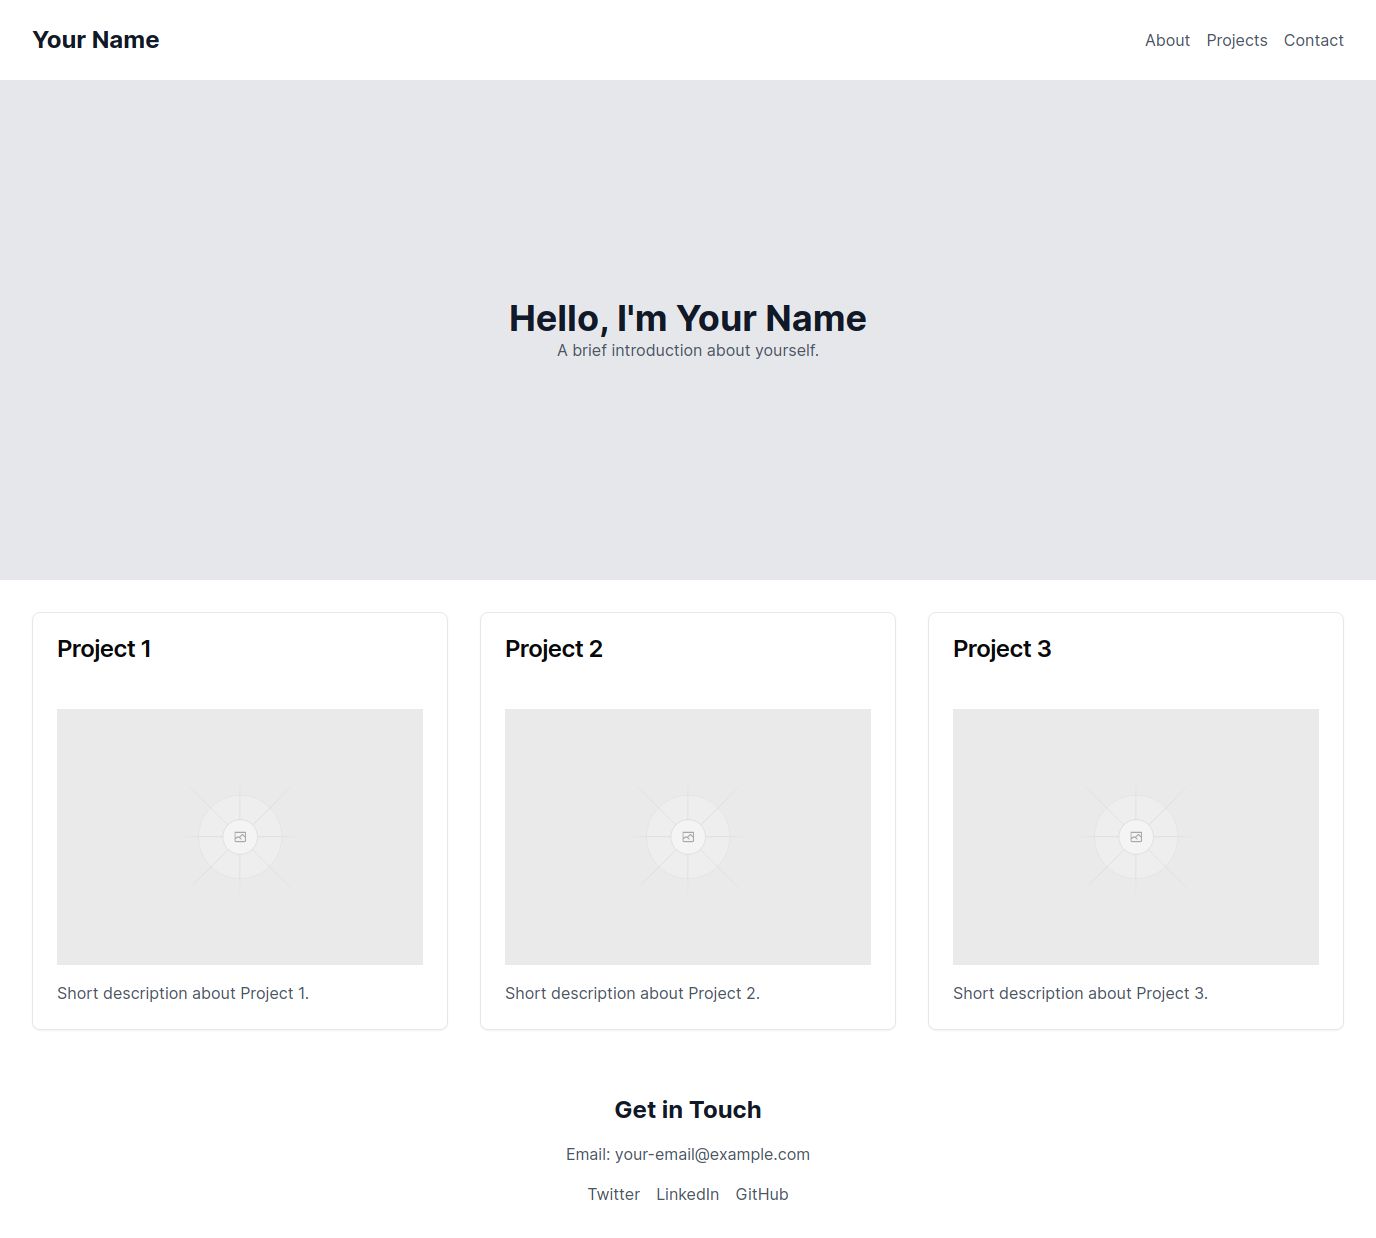 Your Name
About Projects Contact
Hello, I'm Your Name
A brief introduction about yourself.
Project 1
Short description about Project 1.
Project 2
Short description about Project 2.
Project 3
Short description about Project 3.
Get in Touch
Email: your-email@example.com
Twitter LinkedIn GitHub